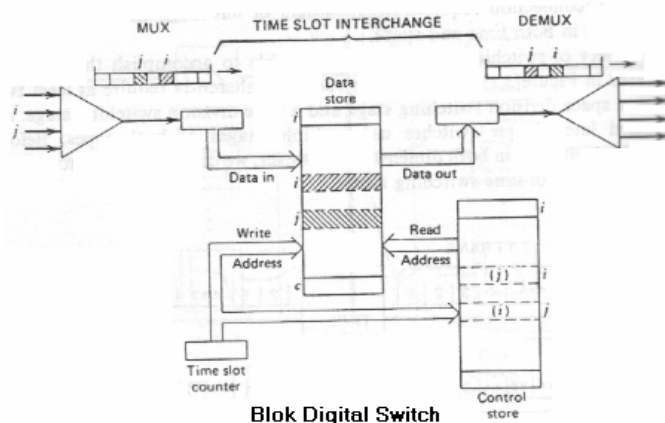 MUX
TIME SLOT INTERCHANGE
DEMUX
j i
j i
Data
store
i
i
j
Data in
Data out
i
j
Write
Address
Read
Address
i
(j) i
(i) j
c
Time slot
counter
Control
store
Blok Digital Switch